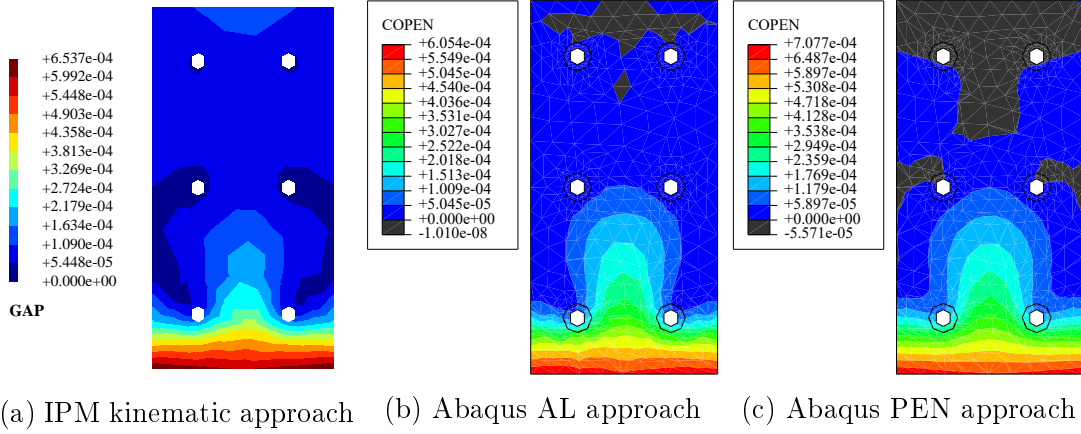 +6.537e-04
+5.992e-04
+5.448e-04
+4.903e-04
+4.358e-04
+3.813e-04
+3.269e-04
+2.724e-04
+2.179e-04
+1.634e-04
+1.090e-04
+5.448e-05
+0.000e+00
GAP
COPEN
+6.054e-04
+5.549e-04
+5.045e-04
+4.540e-04
+4.036e-04
+3.531e-04
+3.027e-04
+2.522e-04
+2.018e-04
+1.513e-04
+1.009e-04
+5.045e-05
+0.000e+00
-1.010e-08
COPEN
+7.077e-04
+6.487e-04
+5.897e-04
+5.308e-04
+4.718e-04
+4.128e-04
+3.538e-04
+2.949e-04
+2.359e-04
+1.769e-04
+1.179e-04
+5.897e-05
+0.000e+00
-5.571e-05
(a) IPM kinematic approach
(b) Abaqus AL approach
(c) Abaqus PEN approach